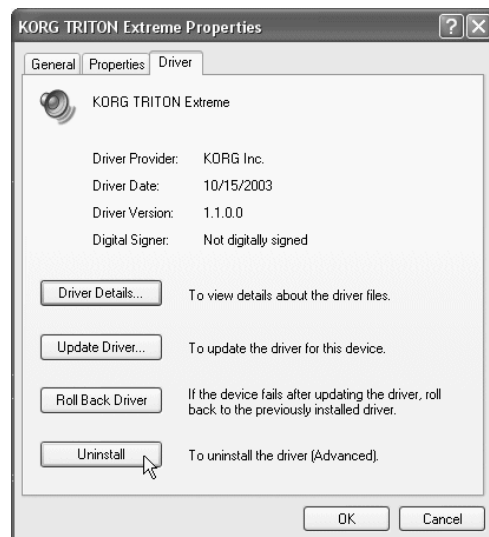 KORG TRITON Extreme Properties
General Properties Driver
KORG TRITON Extreme
Driver Provider: KORG Inc.
Driver Date: 10/15/2003
Driver Version: 1.1.0.0
Digital Signer: Not digitally signed
Driver Details... To view details about the driver files.
Update Driver... To update the driver for this device.
Roll Back Driver If the device fails after updating the driver, roll
back to the previously installed driver.
Uninstall To uninstall the driver (Advanced).
OK Cancel